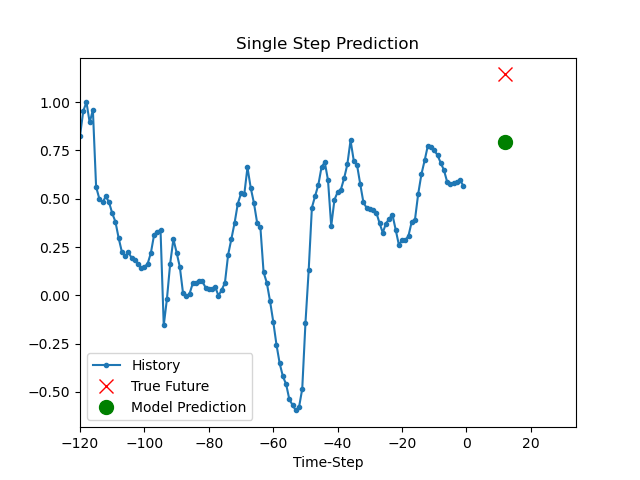 Single Step Prediction
1.00
0.75
0.50
0.25
0.00
−0.25
−0.50
History
True Future
Model Prediction
−120 −100 −80 −60 −40 −20 0 20
Time-Step